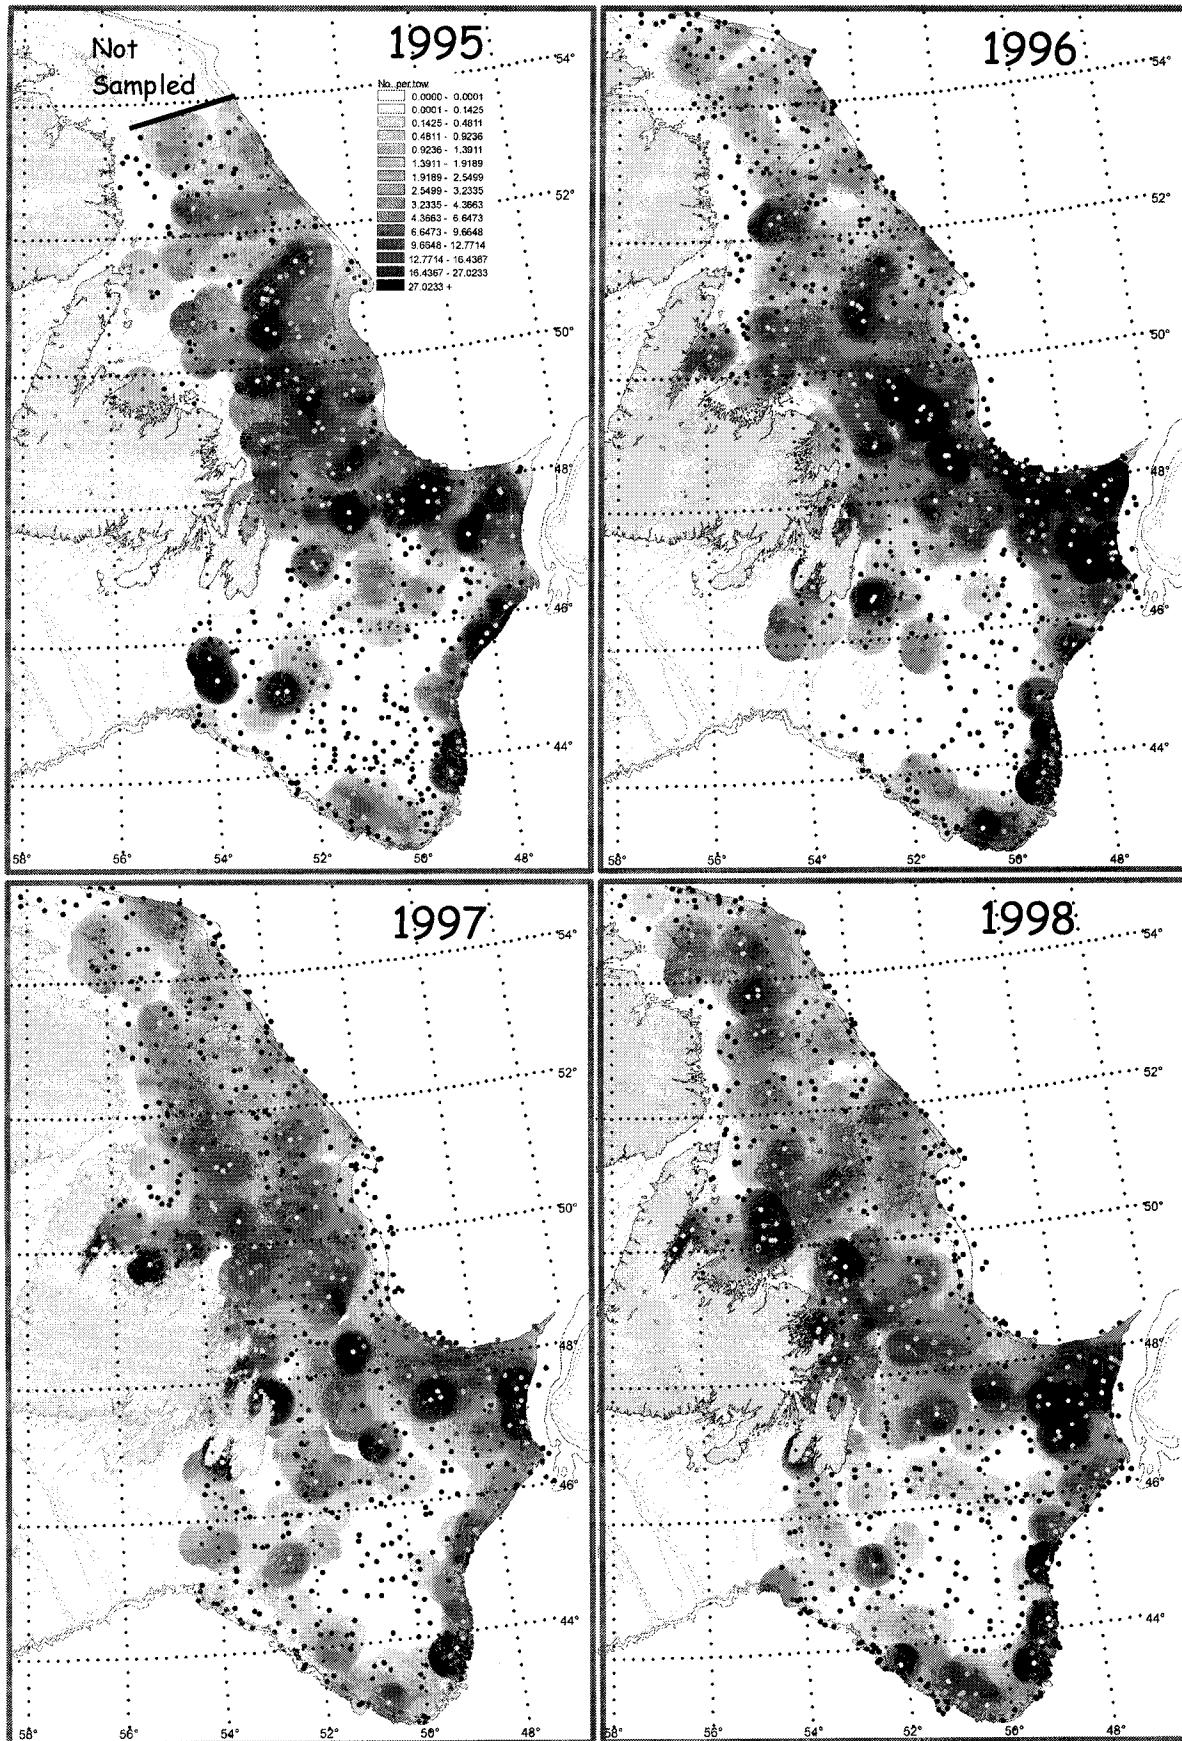 Not
Sampled
1995
No. per tow
0.0000 - 0.0001
0.0001 - 0.1425
0.1425 - 0.4811
0.4811 - 0.9236
0.9236 - 1.3911
1.3911 - 1.9189
1.9189 - 2.5499
2.5499 - 3.2335
3.2335 - 4.3663
4.3663 - 6.6473
6.6473 - 9.6648
9.6648 - 12.7714
12.7714 - 16.4367
16.4367 - 27.0233
27.0233 +
54°
52°
50°
48°
46°
44°
58° 56° 54° 52° 50° 48°
1996
54°
52°
50°
48°
46°
44°
58° 56° 54° 52° 50° 48°
1997
54°
52°
50°
48°
46°
44°
58° 56° 54° 52° 50° 48°
1998
54°
52°
50°
48°
46°
44°
58° 56° 54° 52° 50° 48°